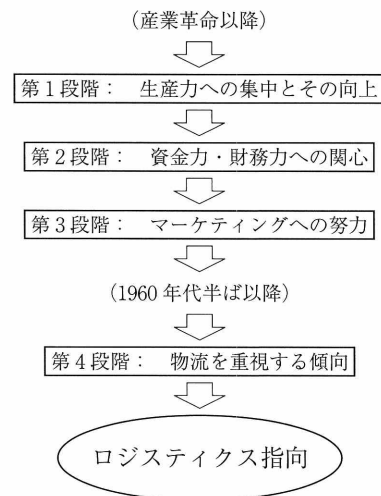 (産業革命以降)
第1段階： 生産力への集中とその向上
第2段階： 資金力・財務力への関心
第3段階： マーケティングへの努力
(1960年代半ば以降)
第4段階： 物流を重視する傾向
ロジスティクス指向